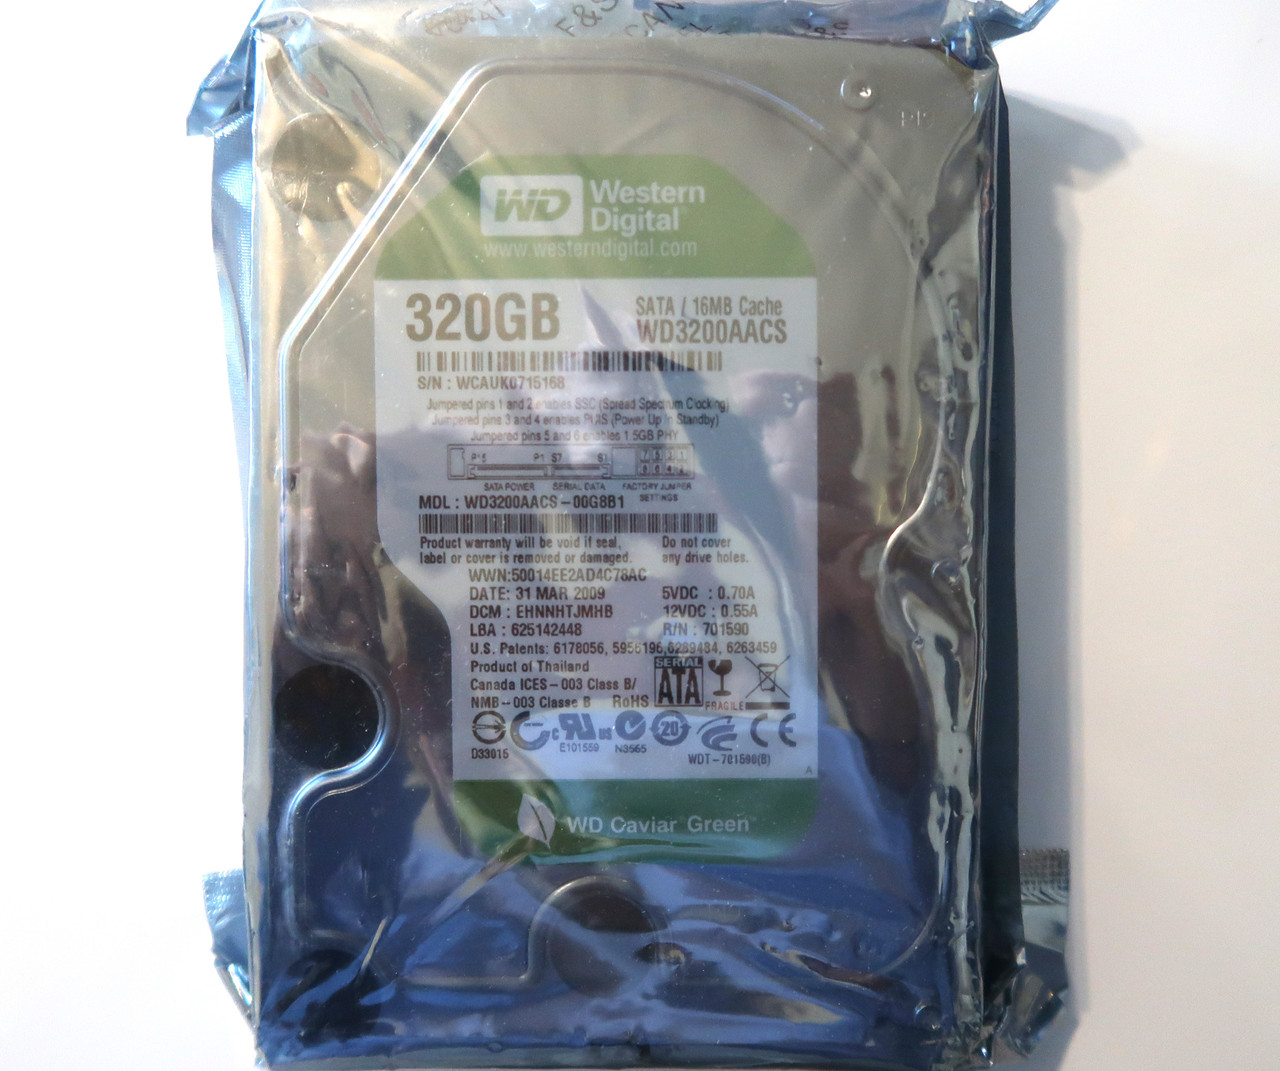 WD Western
Digital
www.westerndigital.com
320GB
SATA / 16MB Cache
WD3200AACS
S/N : WCAUK0715168
Jumpered pins 1 and 2 enables SSC (Spread Spectrum Clocking)
Jumpered pins 3 and 4 enables PUIS (Power Up in Standby)
Jumpered pins 5 and 6 enables 1.5GB PHY
P15 P1 S7 S1
SATA POWER SERIAL DATA FACTORY JUMPER
SETTINGS
MDL : WD3200AACS-00G8B1
Product warranty will be void if seal,
label or cover is removed or damaged.
Do not cover
any drive holes.
WWN:50014EE2AD4C78AC
DATE: 31 MAR 2009 5VDC : 0.70A
DCM : EHNNHTJMHB 12VDC : 0.55A
LBA : 625142448 R/N : 701590
U.S. Patents: 6178056, 5956196,6289484, 6263459
Product of Thailand
Canada ICES-003 Class B/
NMB-003 Classe B RoHS
SERIAL
ATA
FRAGILE
20
CE
D33015 E101559 N3565
WDT-701590(B)
A
WD Caviar Green